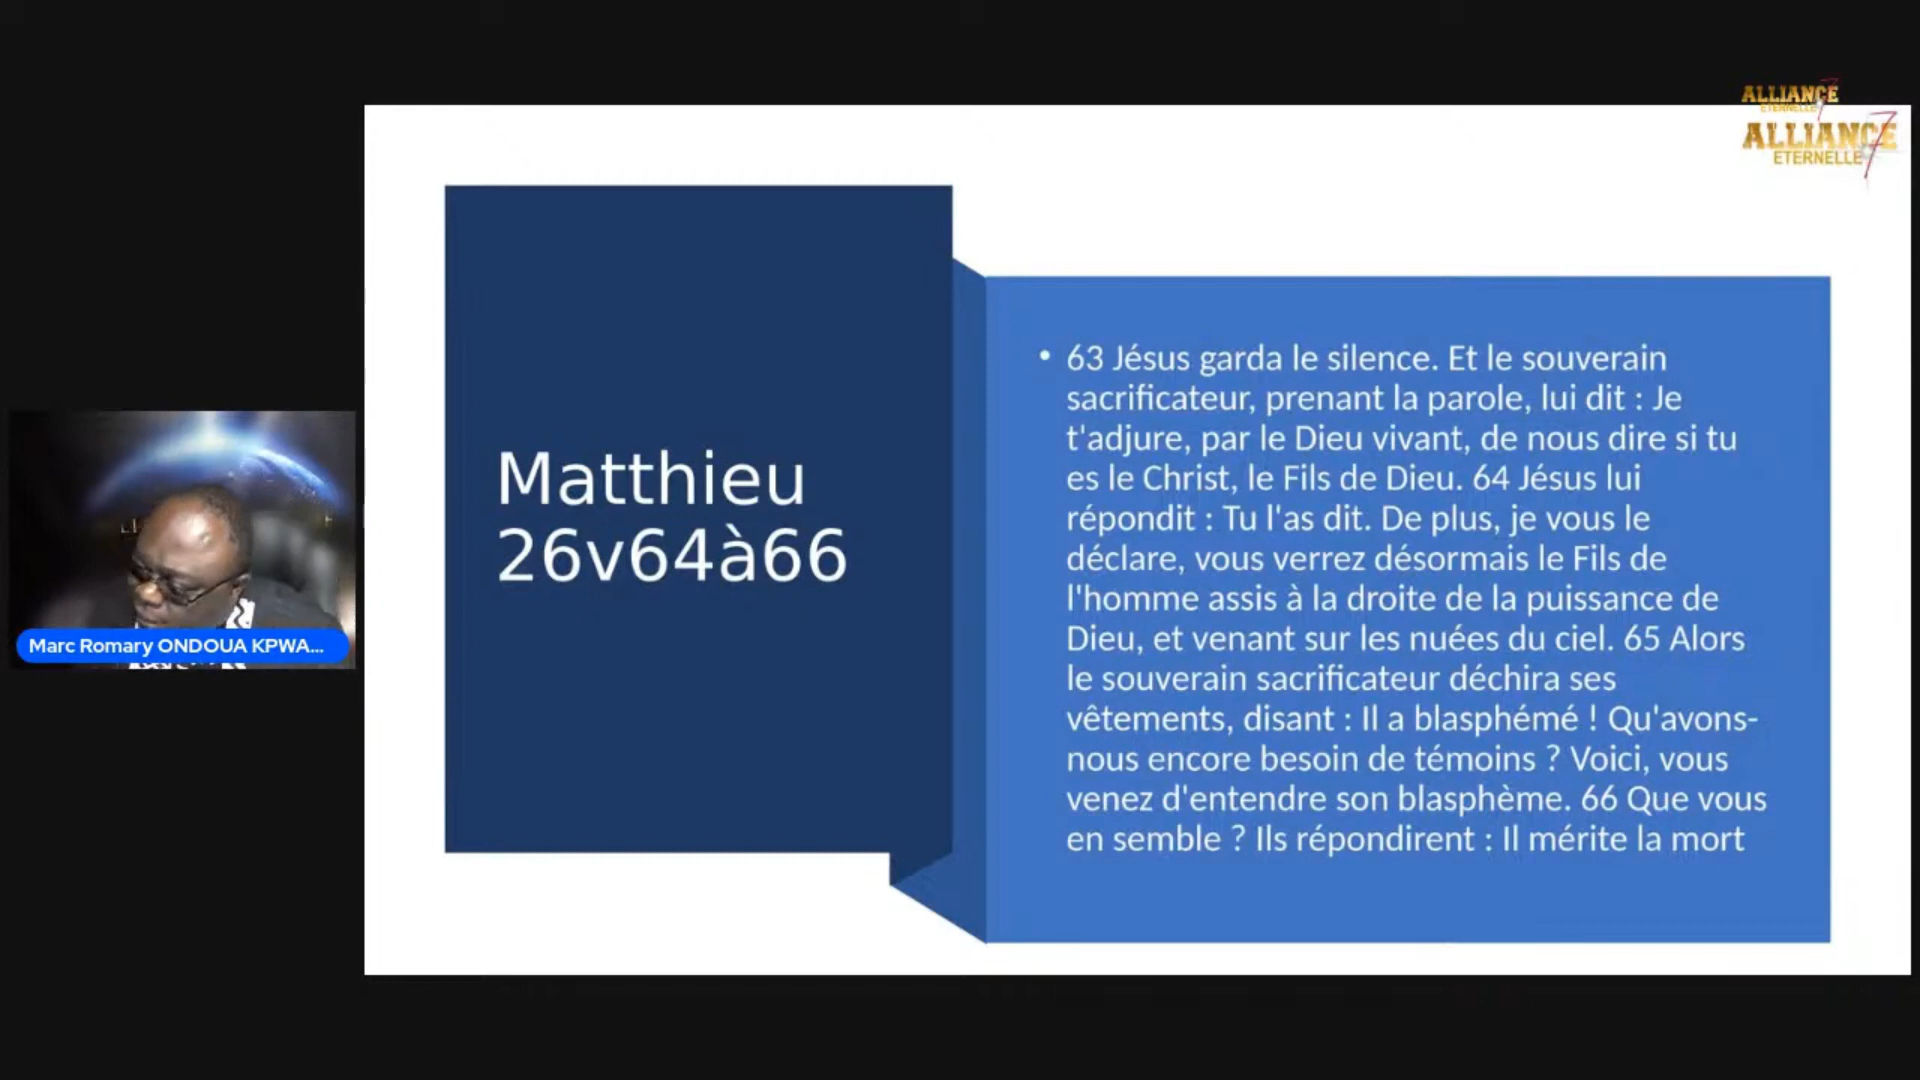 ALLIANCE
ETERNELLE
ALLIANCE 7
ETERNELLE
Matthieu
26v64à66
• 63 Jésus garda le silence. Et le souverain
sacrificateur, prenant la parole, lui dit : Je
t'adjure, par le Dieu vivant, de nous dire si tu
es le Christ, le Fils de Dieu. 64 Jésus lui
répondit : Tu l'as dit. De plus, je vous le
déclare, vous verrez désormais le Fils de
l'homme assis à la droite de la puissance de
Dieu, et venant sur les nuées du ciel. 65 Alors
le souverain sacrificateur déchira ses
vêtements, disant : Il a blasphémé ! Qu'avons-
nous encore besoin de témoins ? Voici, vous
venez d'entendre son blasphème. 66 Que vous
en semble ? Ils répondirent : Il mérite la mort
Marc Romary ONDOUA KPWA...